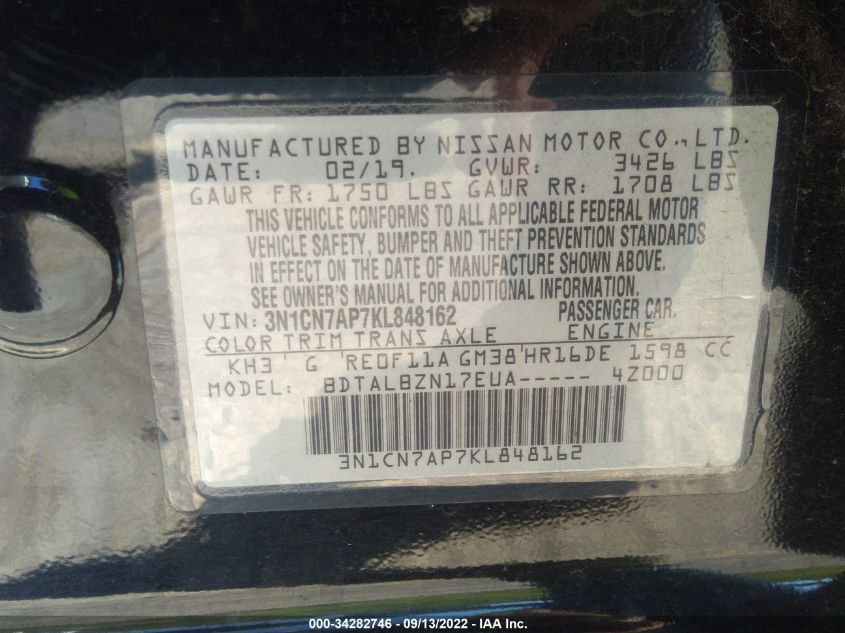 MANUFACTURED BY NISSAN MOTOR CO., LTD.
DATE: 02/19. GVWR: 3426 LBS
GAWR FR: 1750 LBS GAWR RR: 1708 LBS
THIS VEHICLE CONFORMS TO ALL APPLICABLE FEDERAL MOTOR
VEHICLE SAFETY, BUMPER AND THEFT PREVENTION STANDARDS
IN EFFECT ON THE DATE OF MANUFACTURE SHOWN ABOVE.
SEE OWNER'S MANUAL FOR ADDITIONAL INFORMATION.
VIN: 3N1CN7AP7KL848162 PASSENGER CAR.
COLOR TRIM TRANS AXLE ENGINE
KH3 G RE0F11A GM38 HR16DE 1598 CC
MODEL: BDTALBZN17EUA----- 4Z000
3N1CN7AP7KL848162
000-34282746 - 09/13/2022 - IAA Inc.